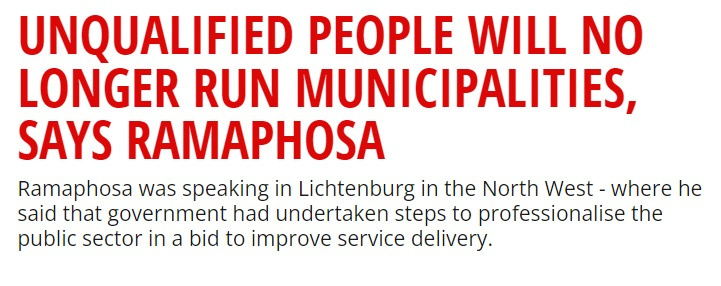 UNQUALIFIED PEOPLE WILL NO
LONGER RUN MUNICIPALITIES,
SAYS RAMAPHOSA
Ramaphosa was speaking in Lichtenburg in the North West - where he
said that government had undertaken steps to professionalise the
public sector in a bid to improve service delivery.